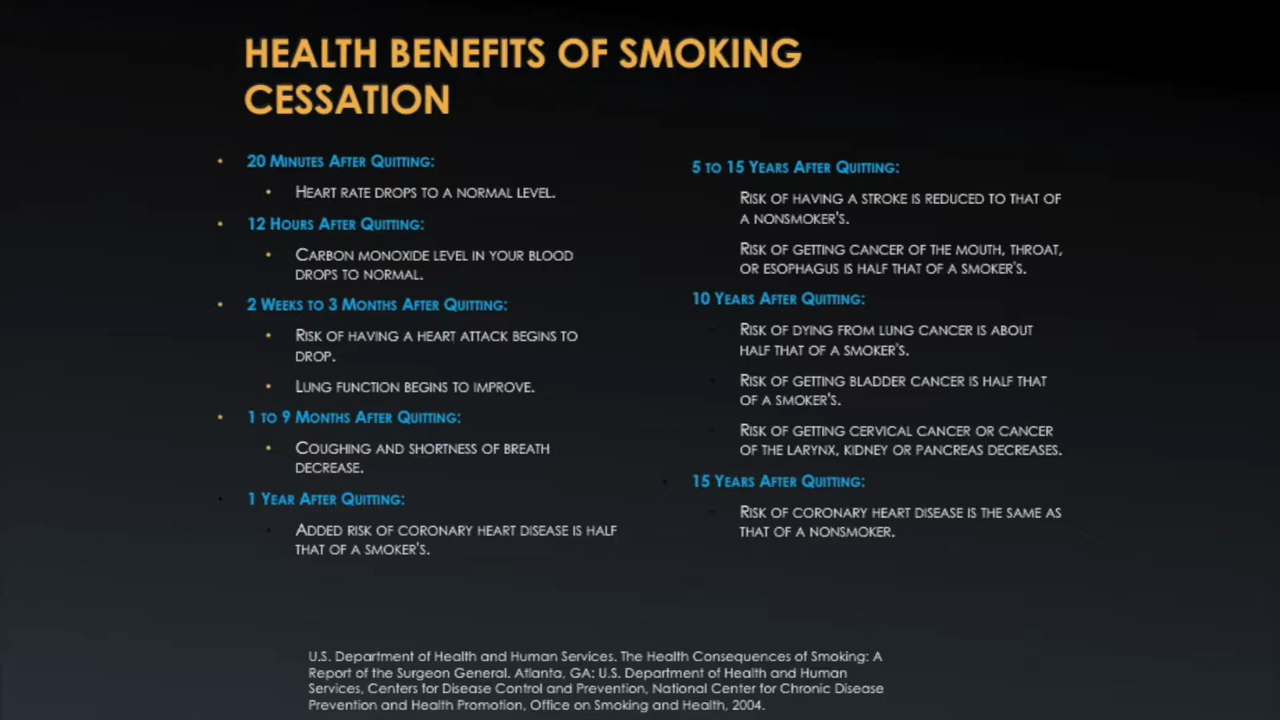 HEALTH BENEFITS OF SMOKING
CESSATION
20 MINUTES AFTER QUITTING:
HEART RATE DROPS TO A NORMAL LEVEL.
12 HOURS AFTER QUITTING:
CARBON MONOXIDE LEVEL IN YOUR BLOOD
DROPS TO NORMAL.
2 WEEKS TO 3 MONTHS AFTER QUITTING:
RISK OF HAVING A HEART ATTACK BEGINS TO
DROP.
LUNG FUNCTION BEGINS TO IMPROVE.
1 TO 9 MONTHS AFTER QUITTING:
COUGHING AND SHORTNESS OF BREATH
DECREASE.
1 YEAR AFTER QUITTING:
ADDED RISK OF CORONARY HEART DISEASE IS HALF
THAT OF A SMOKER'S.
5 TO 15 YEARS AFTER QUITTING:
RISK OF HAVING A STROKE IS REDUCED TO THAT OF
A NONSMOKER'S.
RISK OF GETTING CANCER OF THE MOUTH, THROAT,
OR ESOPHAGUS IS HALF THAT OF A SMOKER'S.
10 YEARS AFTER QUITTING:
RISK OF DYING FROM LUNG CANCER IS ABOUT
HALF THAT OF A SMOKER'S.
RISK OF GETTING BLADDER CANCER IS HALF THAT
OF A SMOKER'S.
RISK OF GETTING CERVICAL CANCER OR CANCER
OF THE LARYNX, KIDNEY OR PANCREAS DECREASES.
15 YEARS AFTER QUITTING:
RISK OF CORONARY HEART DISEASE IS THE SAME AS
THAT OF A NONSMOKER.
U.S. Department of Health and Human Services. The Health Consequences of Smoking: A
Report of the Surgeon General. Atlanta, GA: U.S. Department of Health and Human
Services, Centers for Disease Control and Prevention, National Center for Chronic Disease
Prevention and Health Promotion, Office on Smoking and Health, 2004.